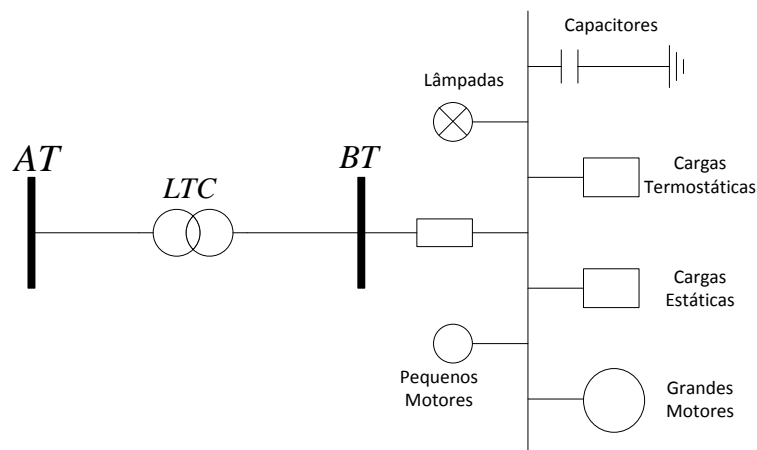 Capacitores
Lâmpadas
AT
LTC
BT
Cargas
Termostáticas
Cargas
Estáticas
Pequenos
Motores
Grandes
Motores